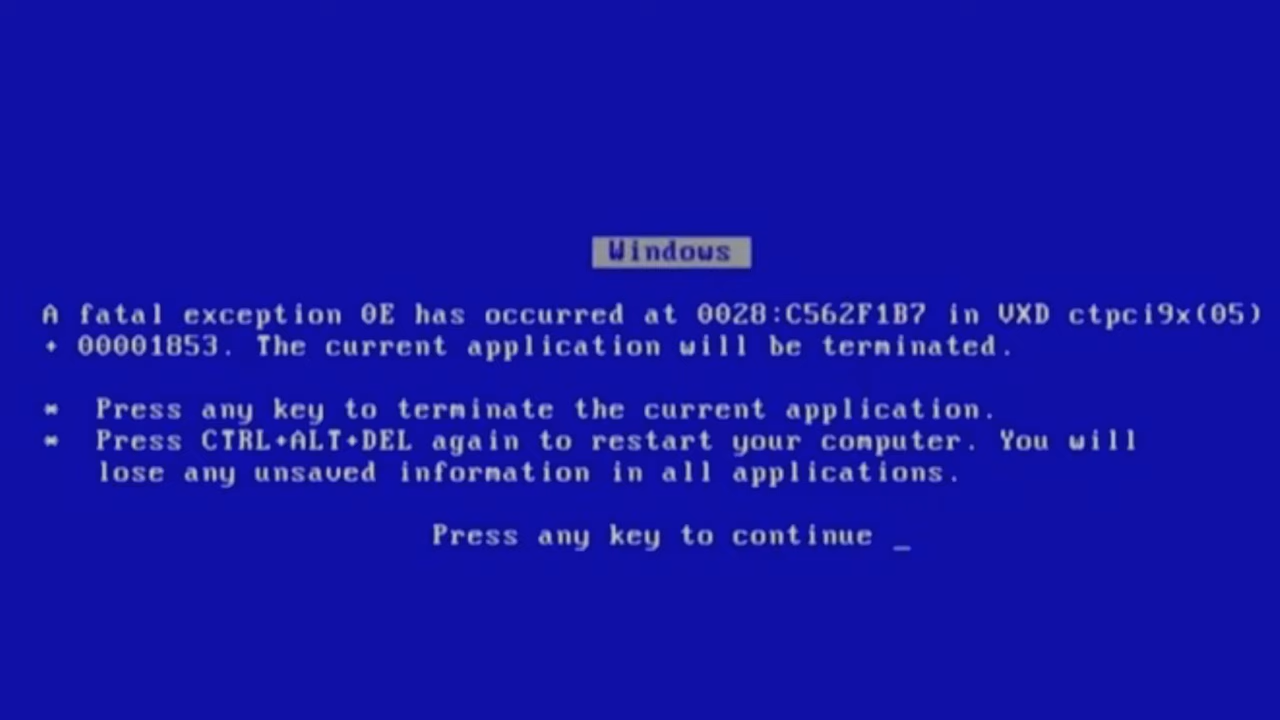 Windows
A fatal exception 0E has occurred at 0028:C562F1B7 in VXD ctpci9x(05)
+ 00001853. The current application will be terminated.
* Press any key to terminate the current application.
* Press CTRL+ALT+DEL again to restart your computer. You will
lose any unsaved information in all applications.
Press any key to continue _